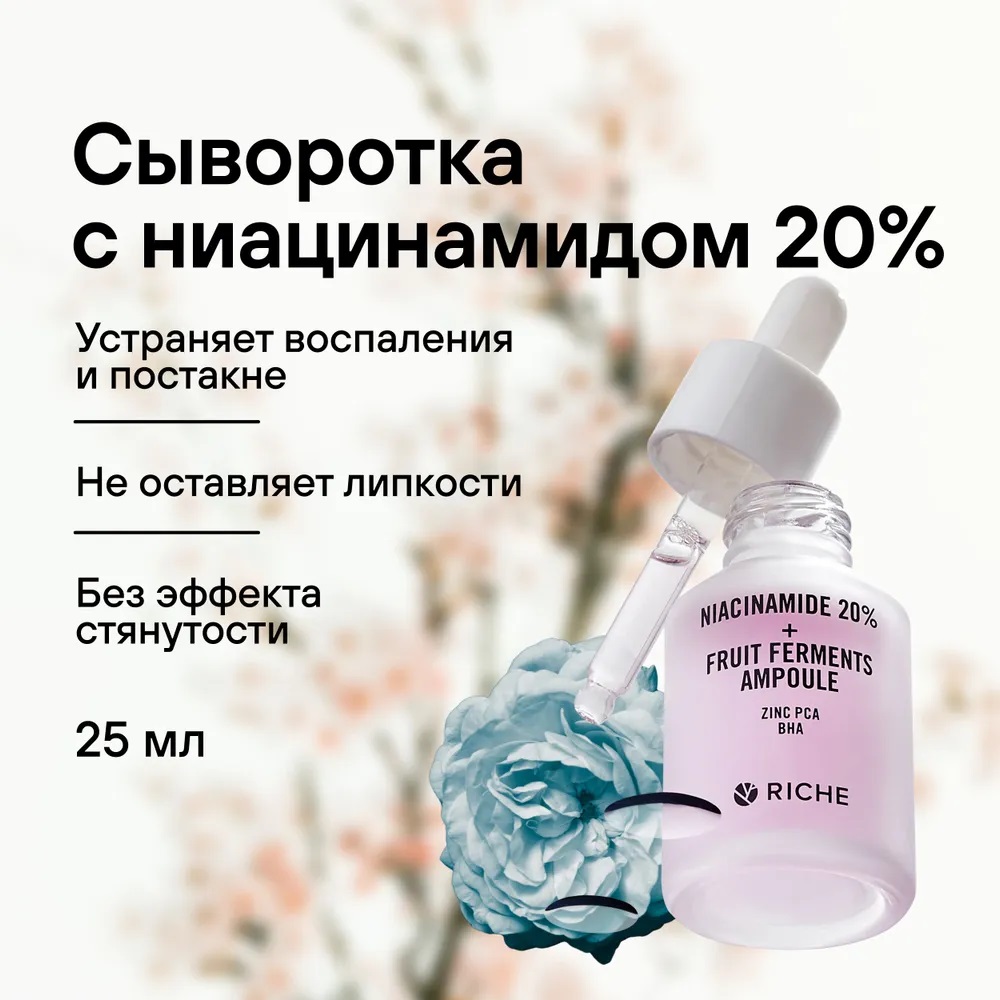 Сыворотка
с ниацинамидом 20%
Устраняет воспаления
и постакне
Не оставляет липкости
Без эффекта
стянутости
25 мл
NIACINAMIDE 20%
+
FRUIT FERMENTS
AMPOULE
ZINC PCA
BHA
RICHE